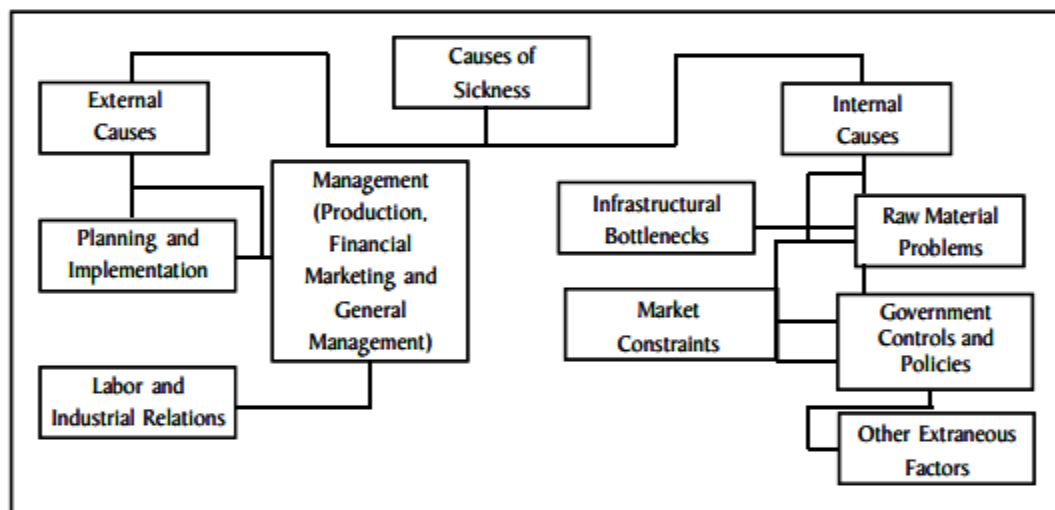 Causes of
Sickness
External
Causes
Internal
Causes
Management
(Production,
Financial
Marketing and
General
Management)
Planning and
Implementation
Labor and
Industrial Relations
Infrastructural
Bottlenecks
Raw Material
Problems
Market
Constraints
Government
Controls and
Policies
Other Extraneous
Factors